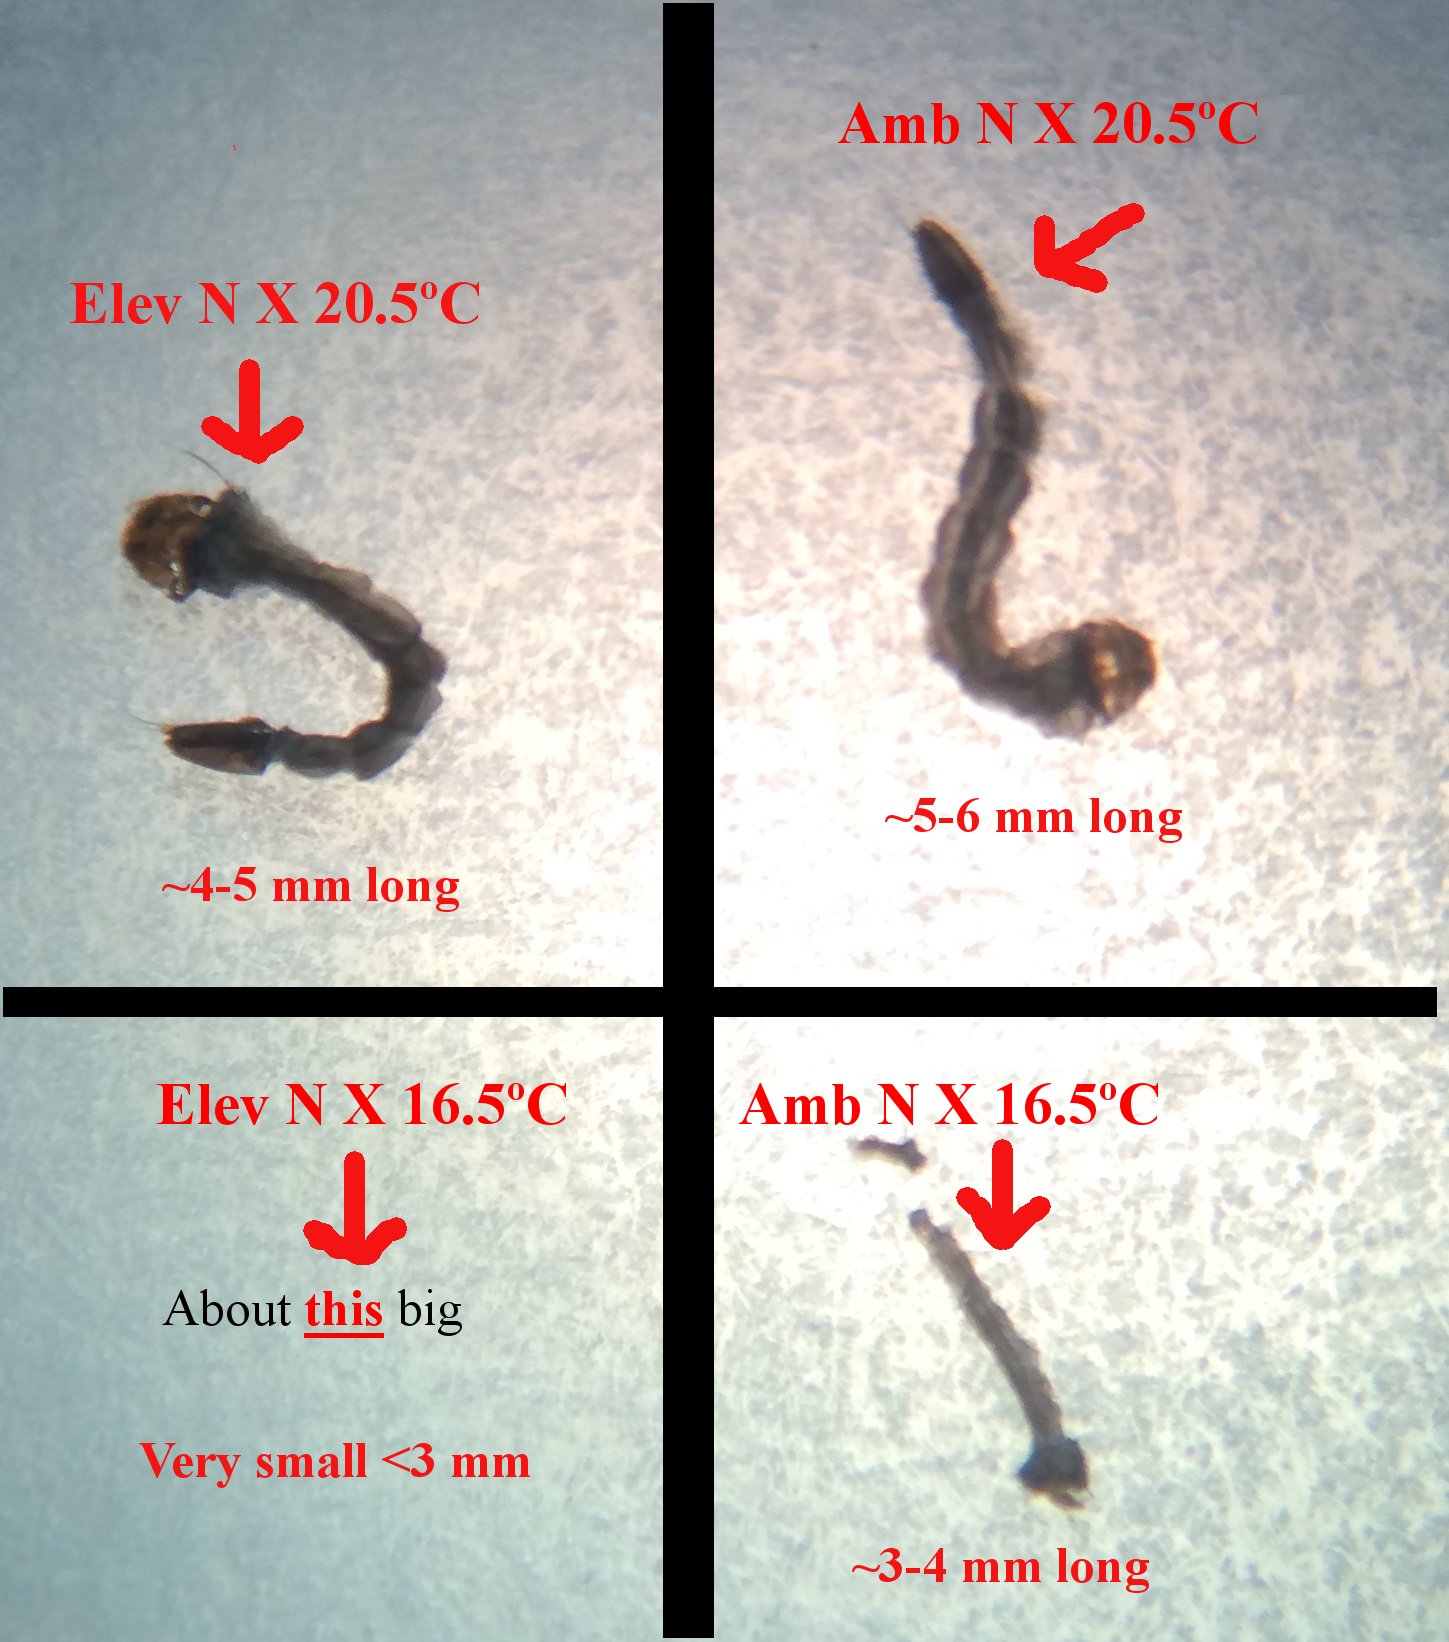 Elev N X 20.5ºC
~4-5 mm long
Amb N X 20.5ºC
~5-6 mm long
Elev N X 16.5ºC
About this big
Very small <3 mm
Amb N X 16.5ºC
~3-4 mm long